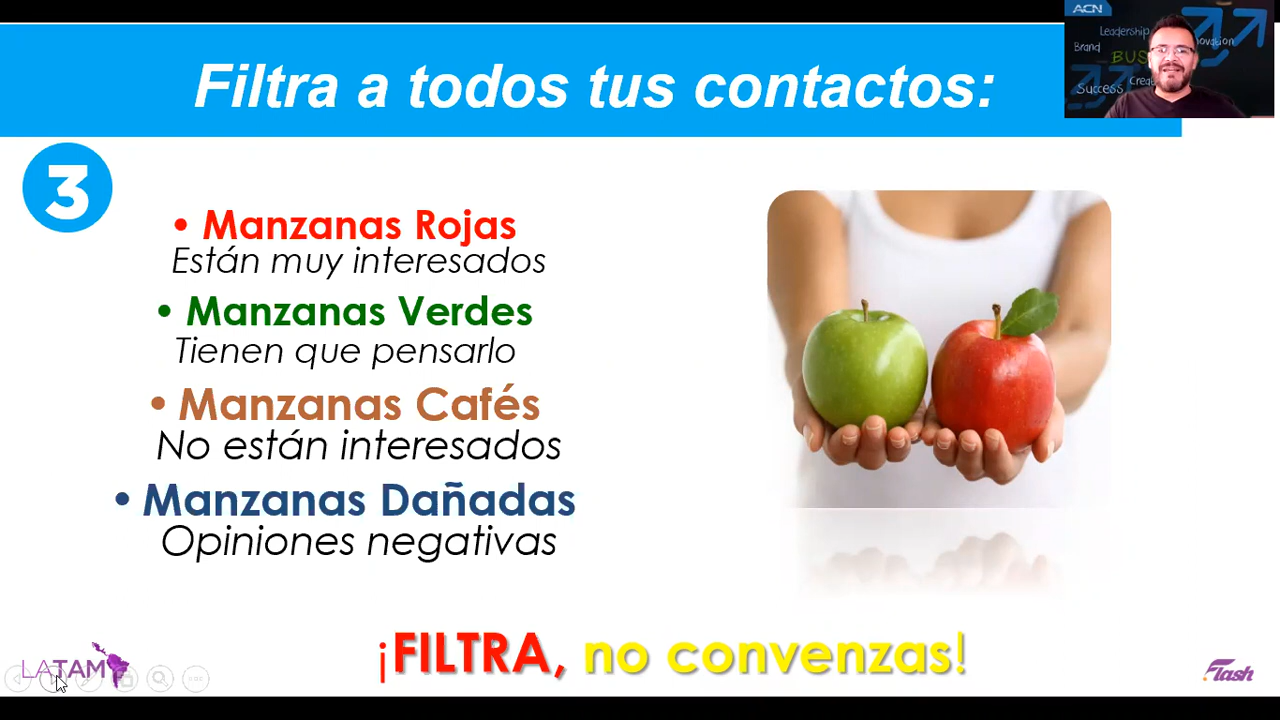 ACN
Leadership
Brand
BUS
Success
Filtra a todos tus contactos:
3
• Manzanas Rojas
Están muy interesados
• Manzanas Verdes
Tienen que pensarlo
• Manzanas Cafés
No están interesados
• Manzanas Dañadas
Opiniones negativas
¡FILTRA, no convenzas!
LATAM
Flash